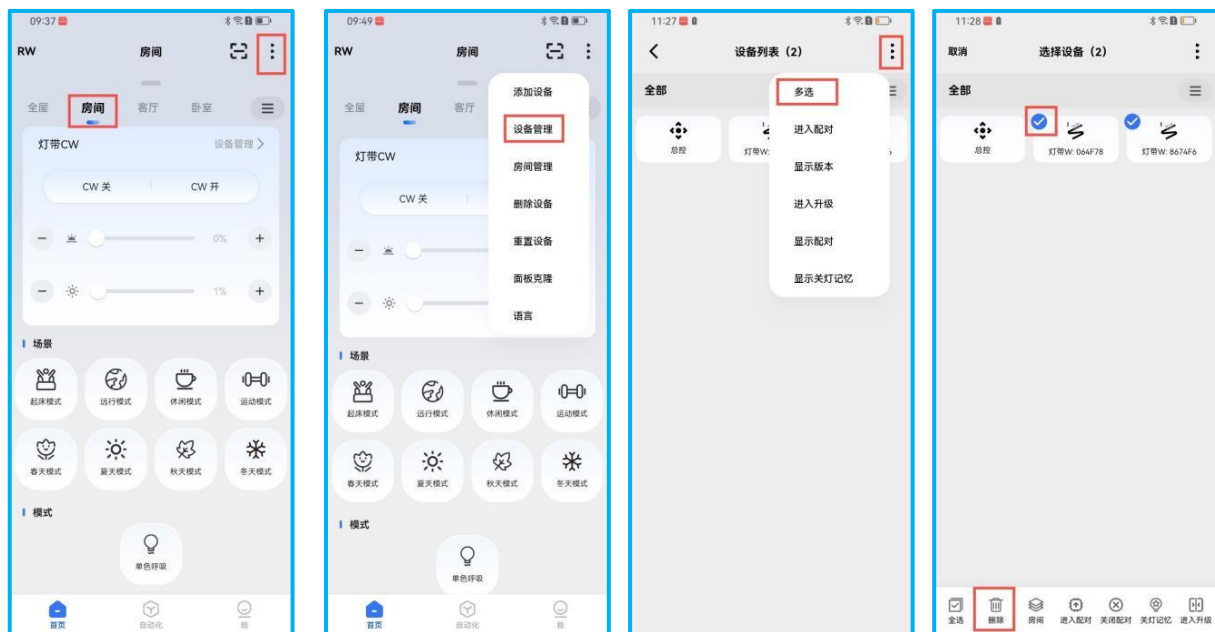 09:37
RW 房间
全屋 房间 客厅 卧室
灯带CW 设备管理
CW 关 CW 开
0%
1%
场景
起床模式 远行模式 休闲模式 运动模式
春天模式 夏天模式 秋天模式 冬天模式
模式
单色呼吸
首页 自动化 我
09:49
RW 房间
添加设备
全屋 房间 客厅
设备管理
灯带CW
房间管理
CW 关
删除设备
重置设备
面板克隆
语言
场景
起床模式 远行模式 休闲模式 运动模式
春天模式 夏天模式 秋天模式 冬天模式
模式
单色呼吸
首页 自动化 我
11:27
设备列表（2）
全部
多选
进入配对
总控 灯带W:
显示版本
进入升级
显示配对
显示关灯记忆
11:28
取消 选择设备（2）
全部
总控 灯带W: 064F78 灯带W: 8674F6
全选 删除 房间 进入配对 关闭配对 关灯记忆 进入升级